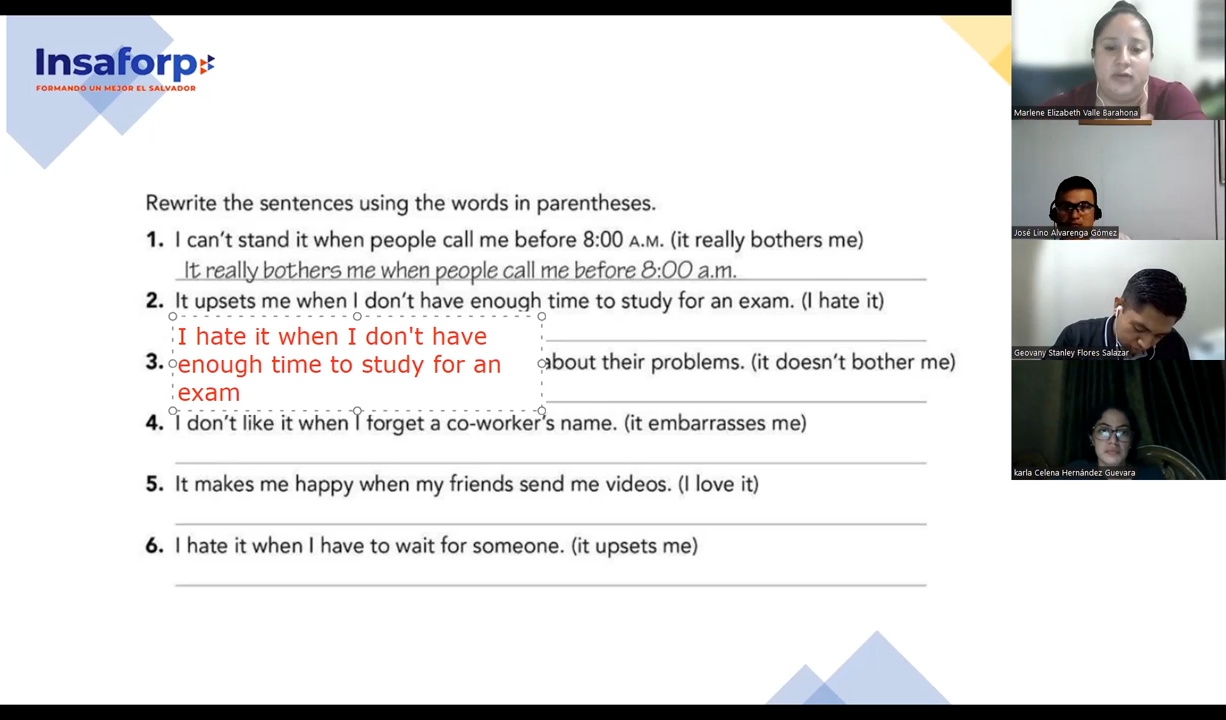 Insaforp
FORMANDO UN MEJOR EL SALVADOR
Rewrite the sentences using the words in parentheses.
1. I can't stand it when people call me before 8:00 A.M. (it really bothers me)
It really bothers me when people call me before 8:00 a.m.
2. It upsets me when I don't have enough time to study for an exam. (I hate it)
I hate it when I don't have
enough time to study for an
exam
3. about their problems. (it doesn't bother me)
4. I don't like it when I forget a co-worker's name. (it embarrasses me)
5. It makes me happy when my friends send me videos. (I love it)
6. I hate it when I have to wait for someone. (it upsets me)
Marlene Elizabeth Valle Barahona
José Lino Alvarenga Gómez
Geovany Stanley Flores Salazar
karla Celena Hernández Guevara